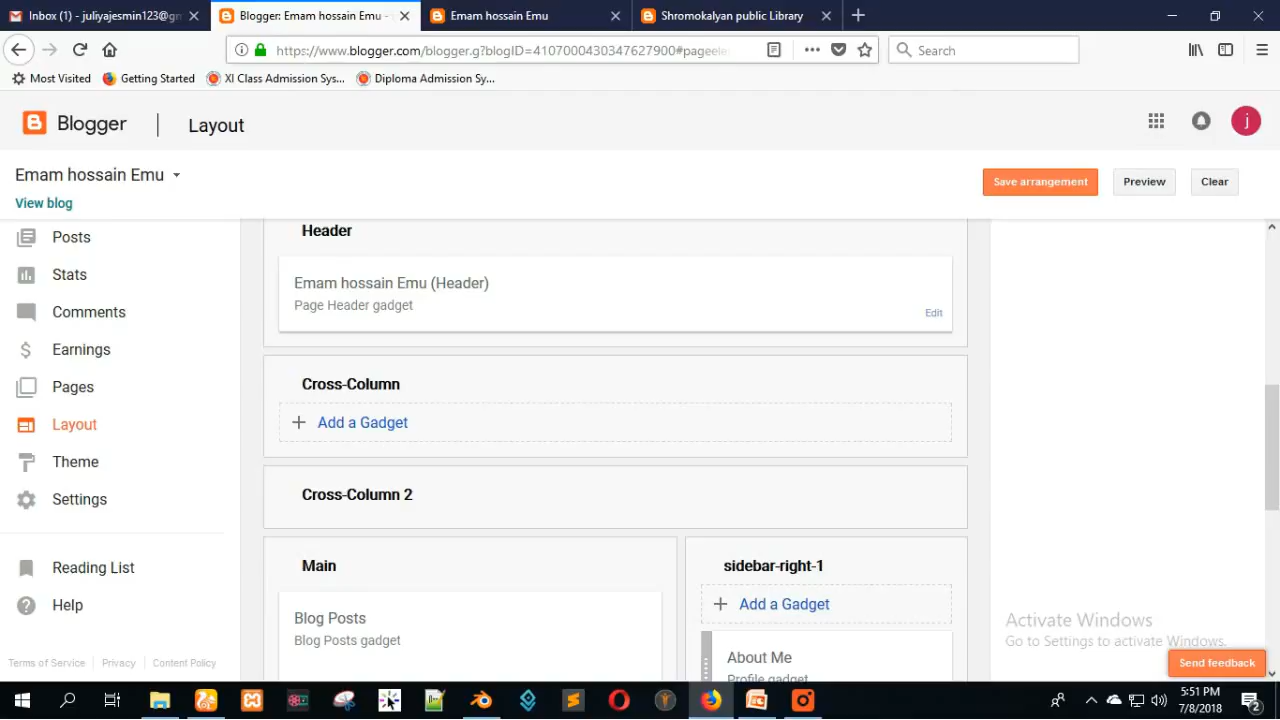 Inbox (1) - juliyajesmin123@gn
Blogger: Emam hossain Emu -
Emam hossain Emu
Shromokalyan public Library
https://www.blogger.com/blogger.g?blogID=4107000430347627900#pageele
Search
Most Visited
Getting Started
XI Class Admission Sys...
Diploma Admission Sy...
Blogger
Layout
j
Emam hossain Emu
View blog
Save arrangement
Preview
Clear
Posts
Stats
Comments
Earnings
Pages
Layout
Theme
Settings
Reading List
Help
Terms of Service
Privacy
Content Policy
Header
Emam hossain Emu (Header)
Page Header gadget
Edit
Cross-Column
Add a Gadget
Cross-Column 2
Main
Blog Posts
Blog Posts gadget
sidebar-right-1
Add a Gadget
About Me
Profile gadget
Activate Windows
Go to Settings to activate Windows.
Send feedback
5:51 PM
7/8/2018
2